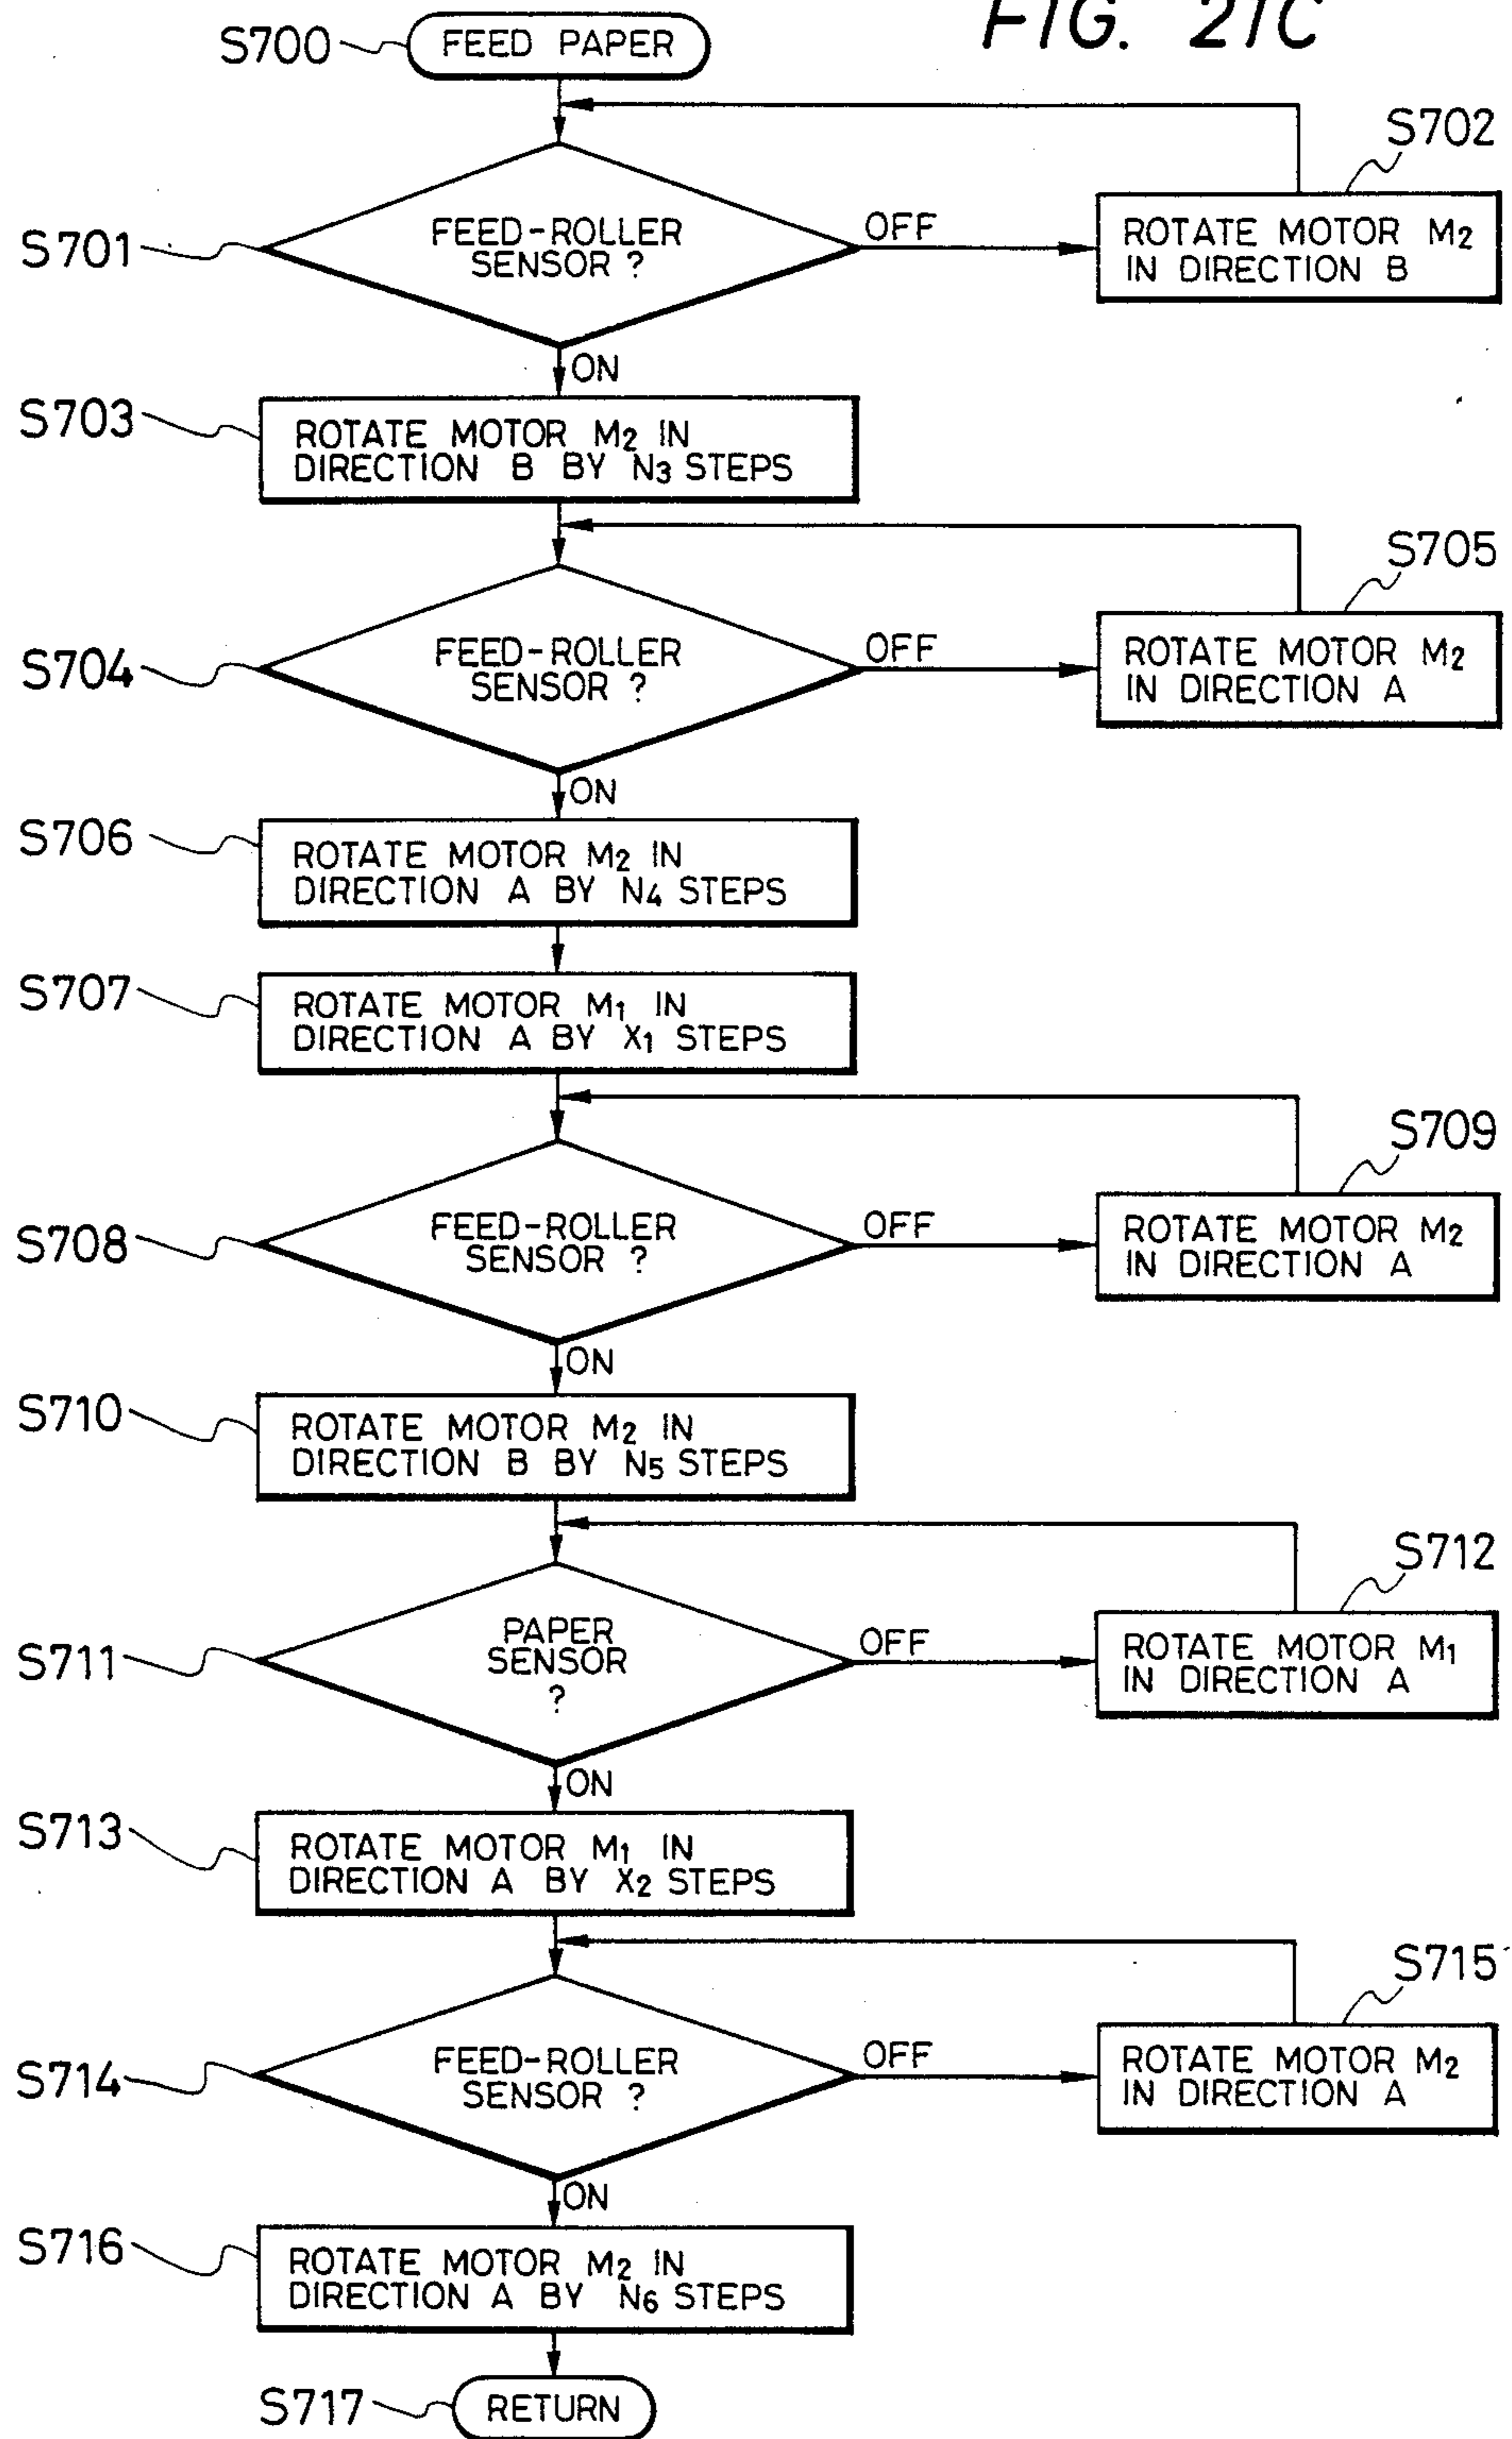 FIG. 21C
S700
FEED PAPER
S702
S701
FEED-ROLLER
SENSOR ?
OFF
ROTATE MOTOR M2
IN DIRECTION B
ON
S703
ROTATE MOTOR M2 IN
DIRECTION B BY N3 STEPS
S705
S704
FEED-ROLLER
SENSOR ?
OFF
ROTATE MOTOR M2
IN DIRECTION A
ON
S706
ROTATE MOTOR M2 IN
DIRECTION A BY N4 STEPS
S707
ROTATE MOTOR M1 IN
DIRECTION A BY X1 STEPS
S709
S708
FEED-ROLLER
SENSOR ?
OFF
ROTATE MOTOR M2
IN DIRECTION A
ON
S710
ROTATE MOTOR M2 IN
DIRECTION B BY N5 STEPS
S712
S711
PAPER
SENSOR
?
OFF
ROTATE MOTOR M1
IN DIRECTION A
ON
S713
ROTATE MOTOR M1 IN
DIRECTION A BY X2 STEPS
S715
S714
FEED-ROLLER
SENSOR ?
OFF
ROTATE MOTOR M2
IN DIRECTION A
ON
S716
ROTATE MOTOR M2 IN
DIRECTION A BY N6 STEPS
S717
RETURN